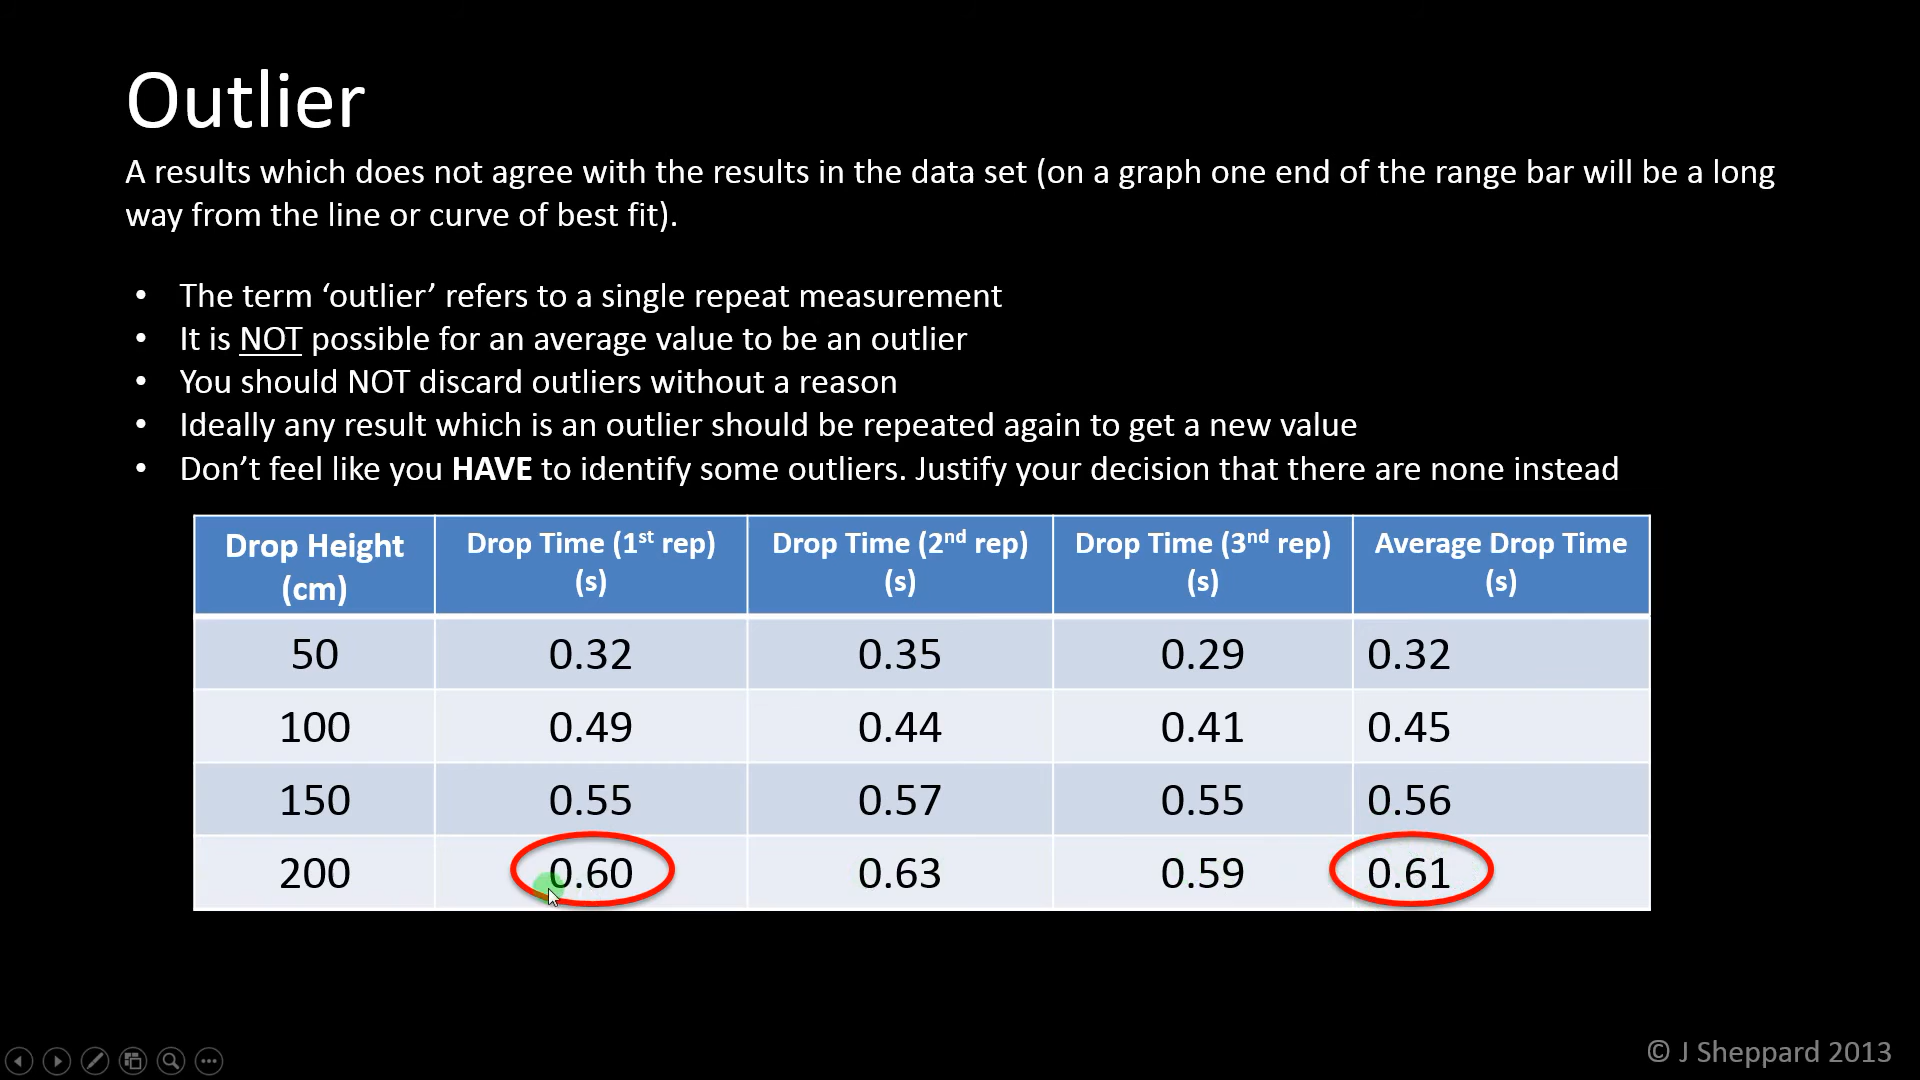 Outlier
A results which does not agree with the results in the data set (on a graph one end of the range bar will be a long
way from the line or curve of best fit).
• The term ‘outlier’ refers to a single repeat measurement
• It is NOT possible for an average value to be an outlier
• You should NOT discard outliers without a reason
• Ideally any result which is an outlier should be repeated again to get a new value
• Don’t feel like you HAVE to identify some outliers. Justify your decision that there are none instead
Drop Height (cm) Drop Time (1st rep) (s) Drop Time (2nd rep) (s) Drop Time (3nd rep) (s) Average Drop Time (s)
50 0.32 0.35 0.29 0.32
100 0.49 0.44 0.41 0.45
150 0.55 0.57 0.55 0.56
200 0.60 0.63 0.59 0.61
© J Sheppard 2013